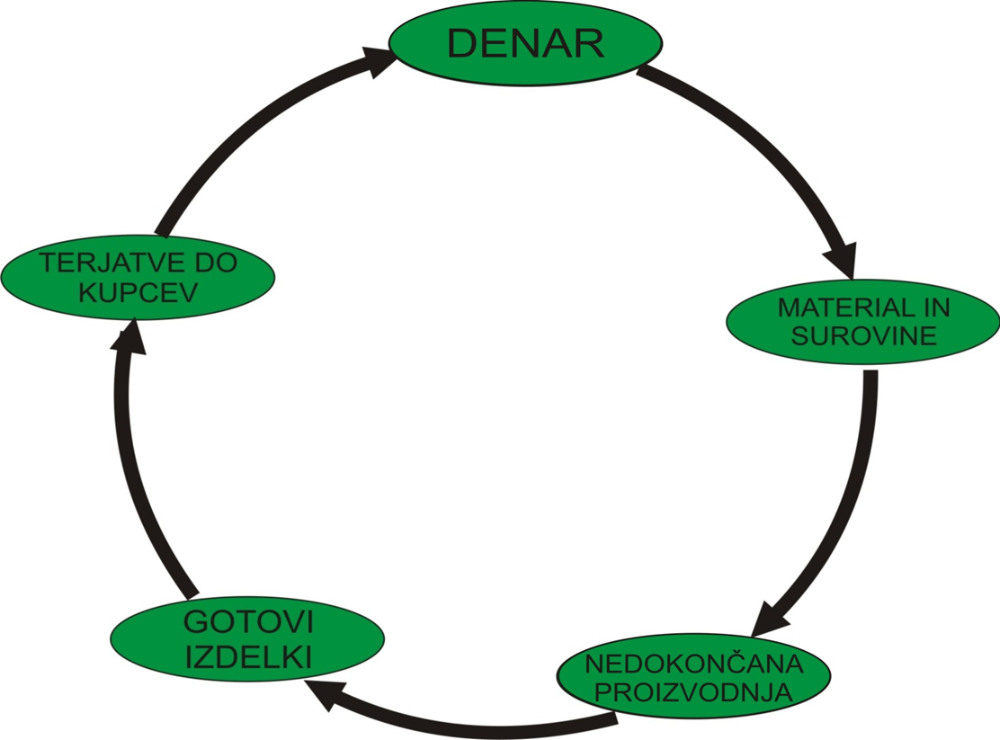 DENAR
MATERIAL IN
SUROVINE
NEDOKONČANA
PROIZVODNJA
GOTOVI
IZDELKI
TERJATVE DO
KUPCEV